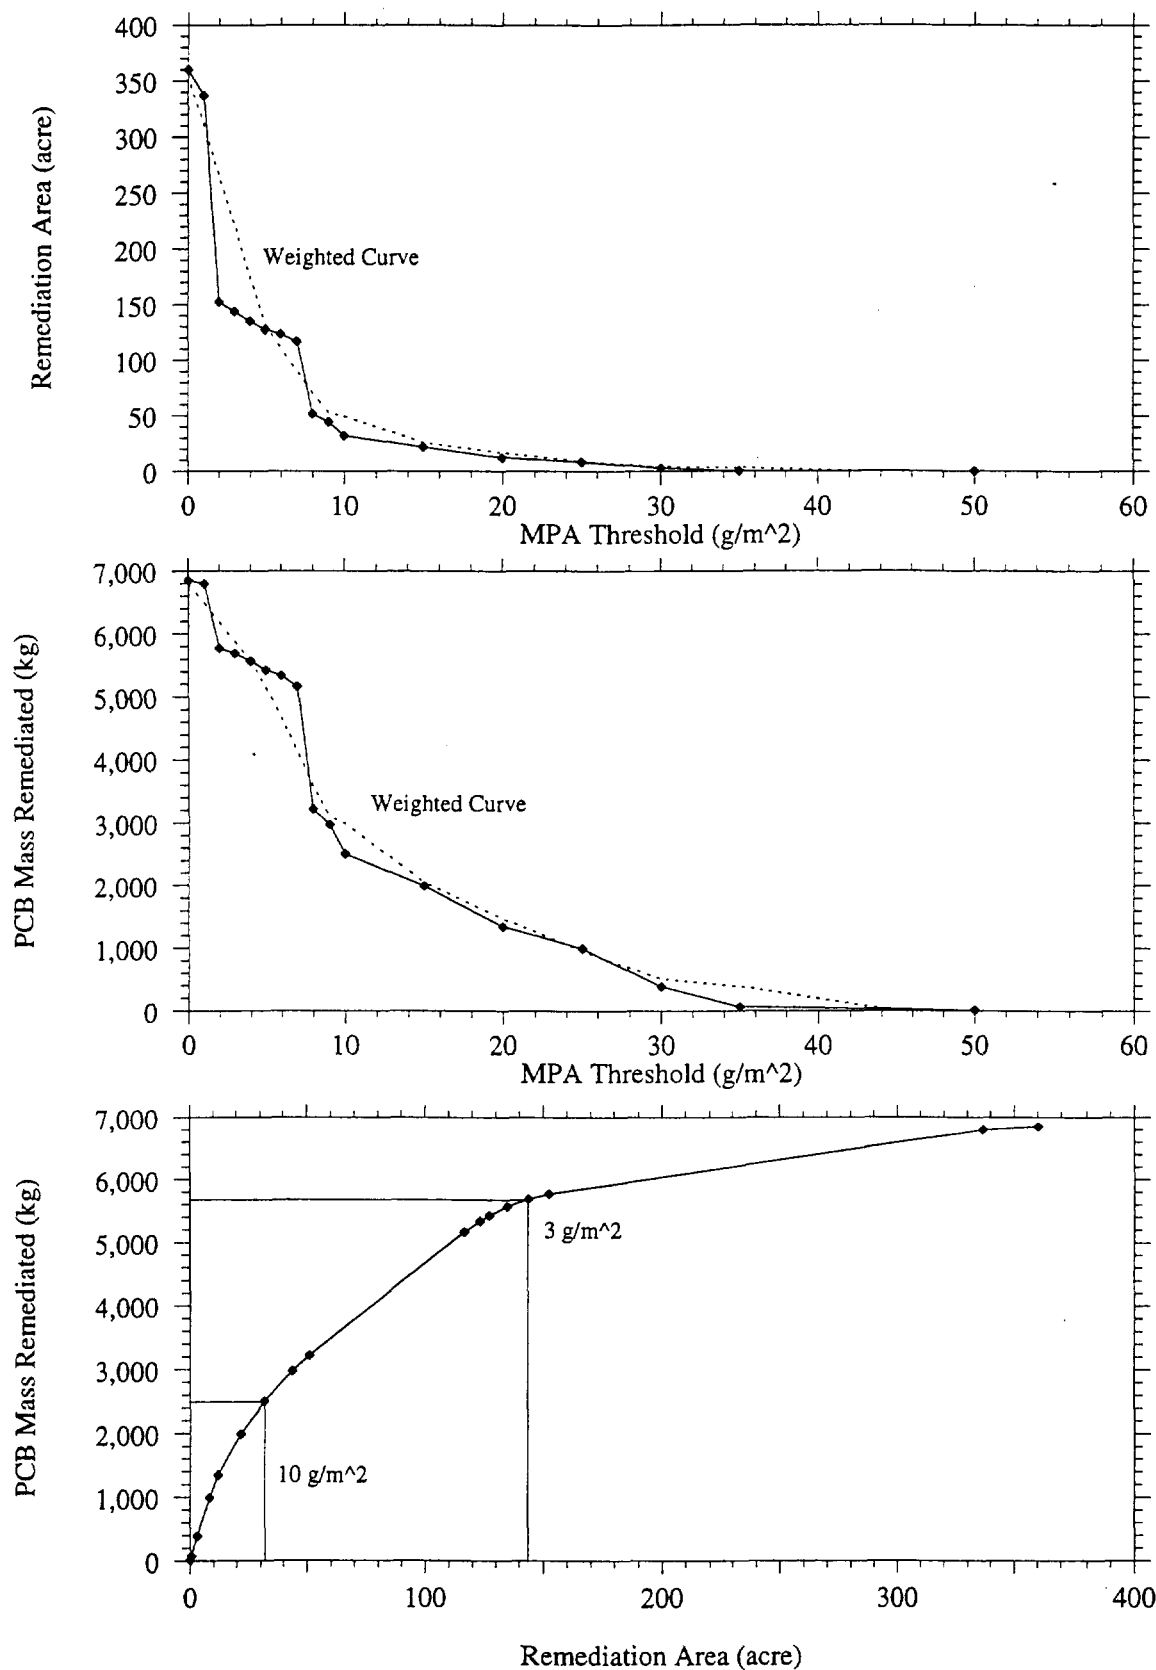 400
350
300
250
200
150
100
50
0
Remediation Area (acre)
Weighted Curve
0 10 20 30 40 50 60
MPA Threshold (g/m^2)
7,000
6,000
5,000
4,000
3,000
2,000
1,000
0
PCB Mass Remediated (kg)
Weighted Curve
0 10 20 30 40 50 60
MPA Threshold (g/m^2)
7,000
6,000
5,000
4,000
3,000
2,000
1,000
0
PCB Mass Remediated (kg)
3 g/m^2
10 g/m^2
0 100 200 300 400
Remediation Area (acre)